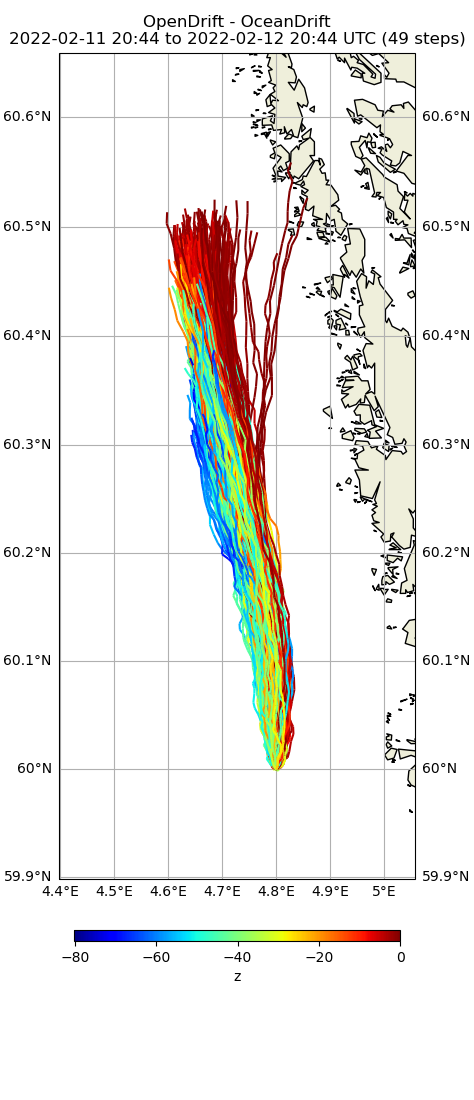 OpenDrift - OceanDrift
2022-02-11 20:44 to 2022-02-12 20:44 UTC (49 steps)
60.6°N 60.6°N
60.5°N 60.5°N
60.4°N 60.4°N
60.3°N 60.3°N
60.2°N 60.2°N
60.1°N 60.1°N
60°N 60°N
59.9°N 59.9°N
4.4°E 4.5°E 4.6°E 4.7°E 4.8°E 4.9°E 5°E
−80 −60 −40 −20 0
z